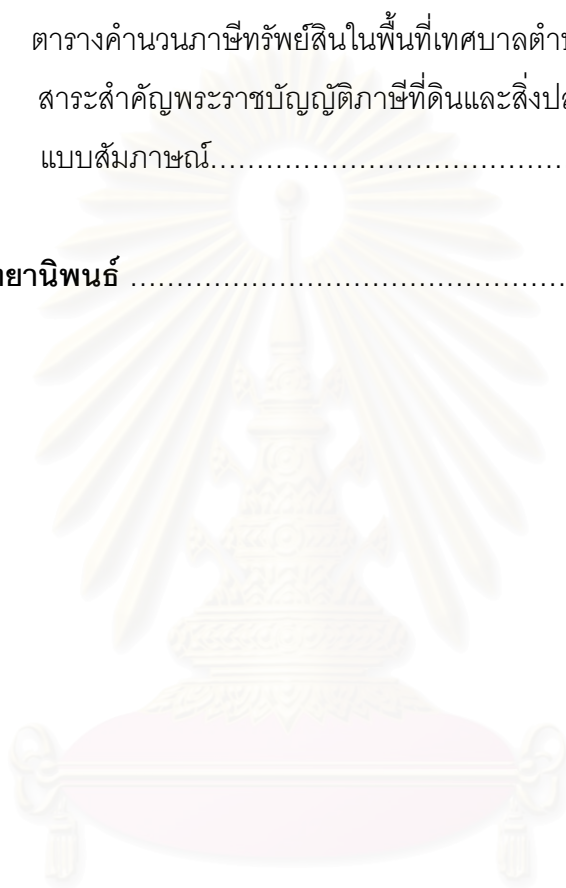 ตารางคำนวนภาษีทรัพย์สินในพื้นที่เทศบาลตำบ
สาระสำคัญพระราชบัญญัติภาษีที่ดินและสิ่งปล
แบบสัมภาษณ์......................................
ทยานิพนธ์ ................................................